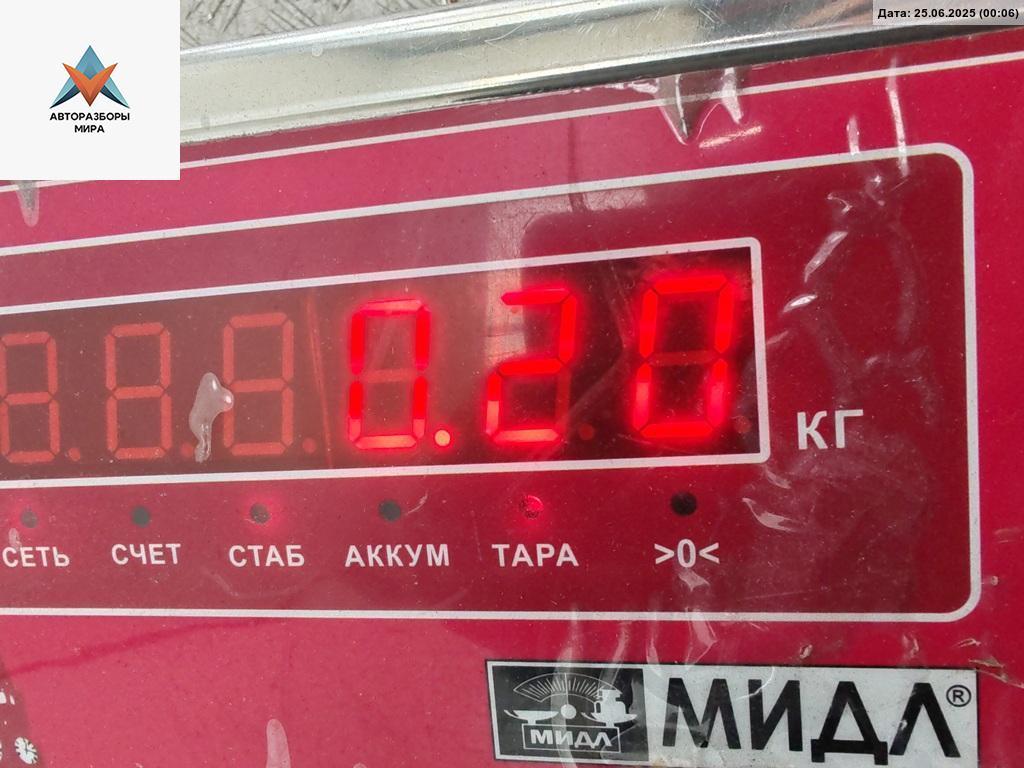 Дата: 25.06.2025 (00:06)
АВТОРАЗБОРЫ
МИРА
0.20
КГ
СЕТЬ СЧЕТ СТАБ АККУМ ТАРА >0<
МИДЛ МИДЛ®